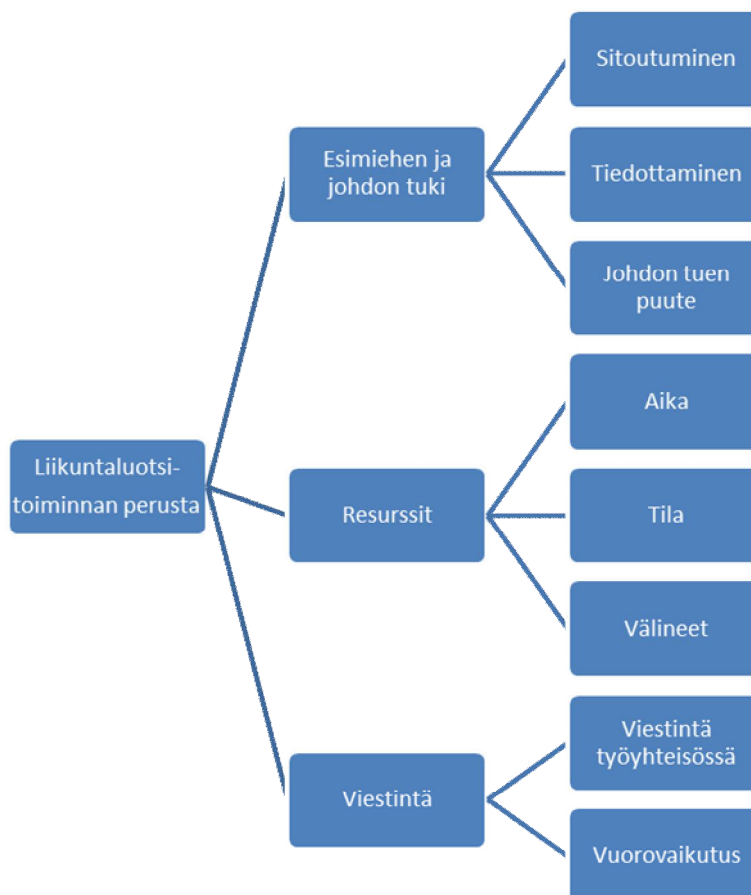 Liikuntaluotsi-
toiminnan perusta
Esimiehen ja
johdon tuki
Sitoutuminen
Tiedottaminen
Johdon tuen
puute
Resurssit
Aika
Tila
Välineet
Viestintä
Viestintä
työyhteisössä
Vuorovaikutus